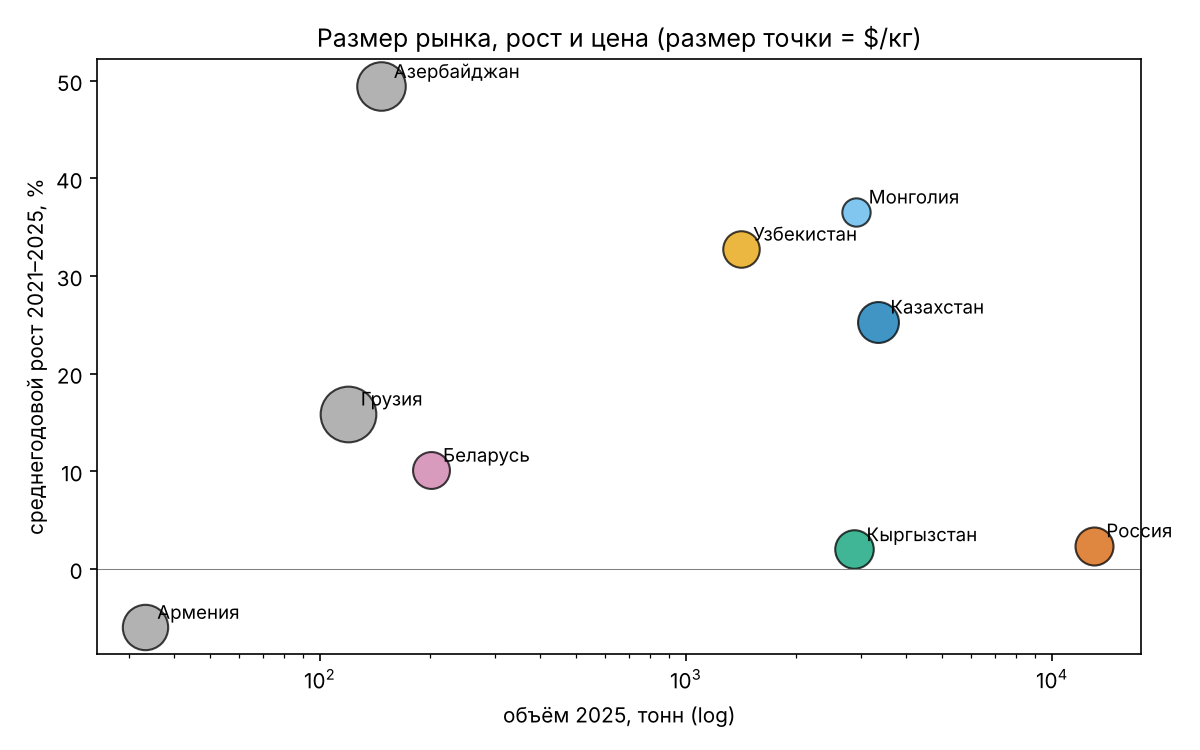 Размер рынка, рост и цена (размер точки = $/кг)
среднегодовой рост 2021–2025, %
50
40
30
20
10
0
Азербайджан
Монголия
Узбекистан
Казахстан
Грузия
Беларусь
Россия
Кыргызстан
Армения
10²
10³
10⁴
объём 2025, тонн (log)